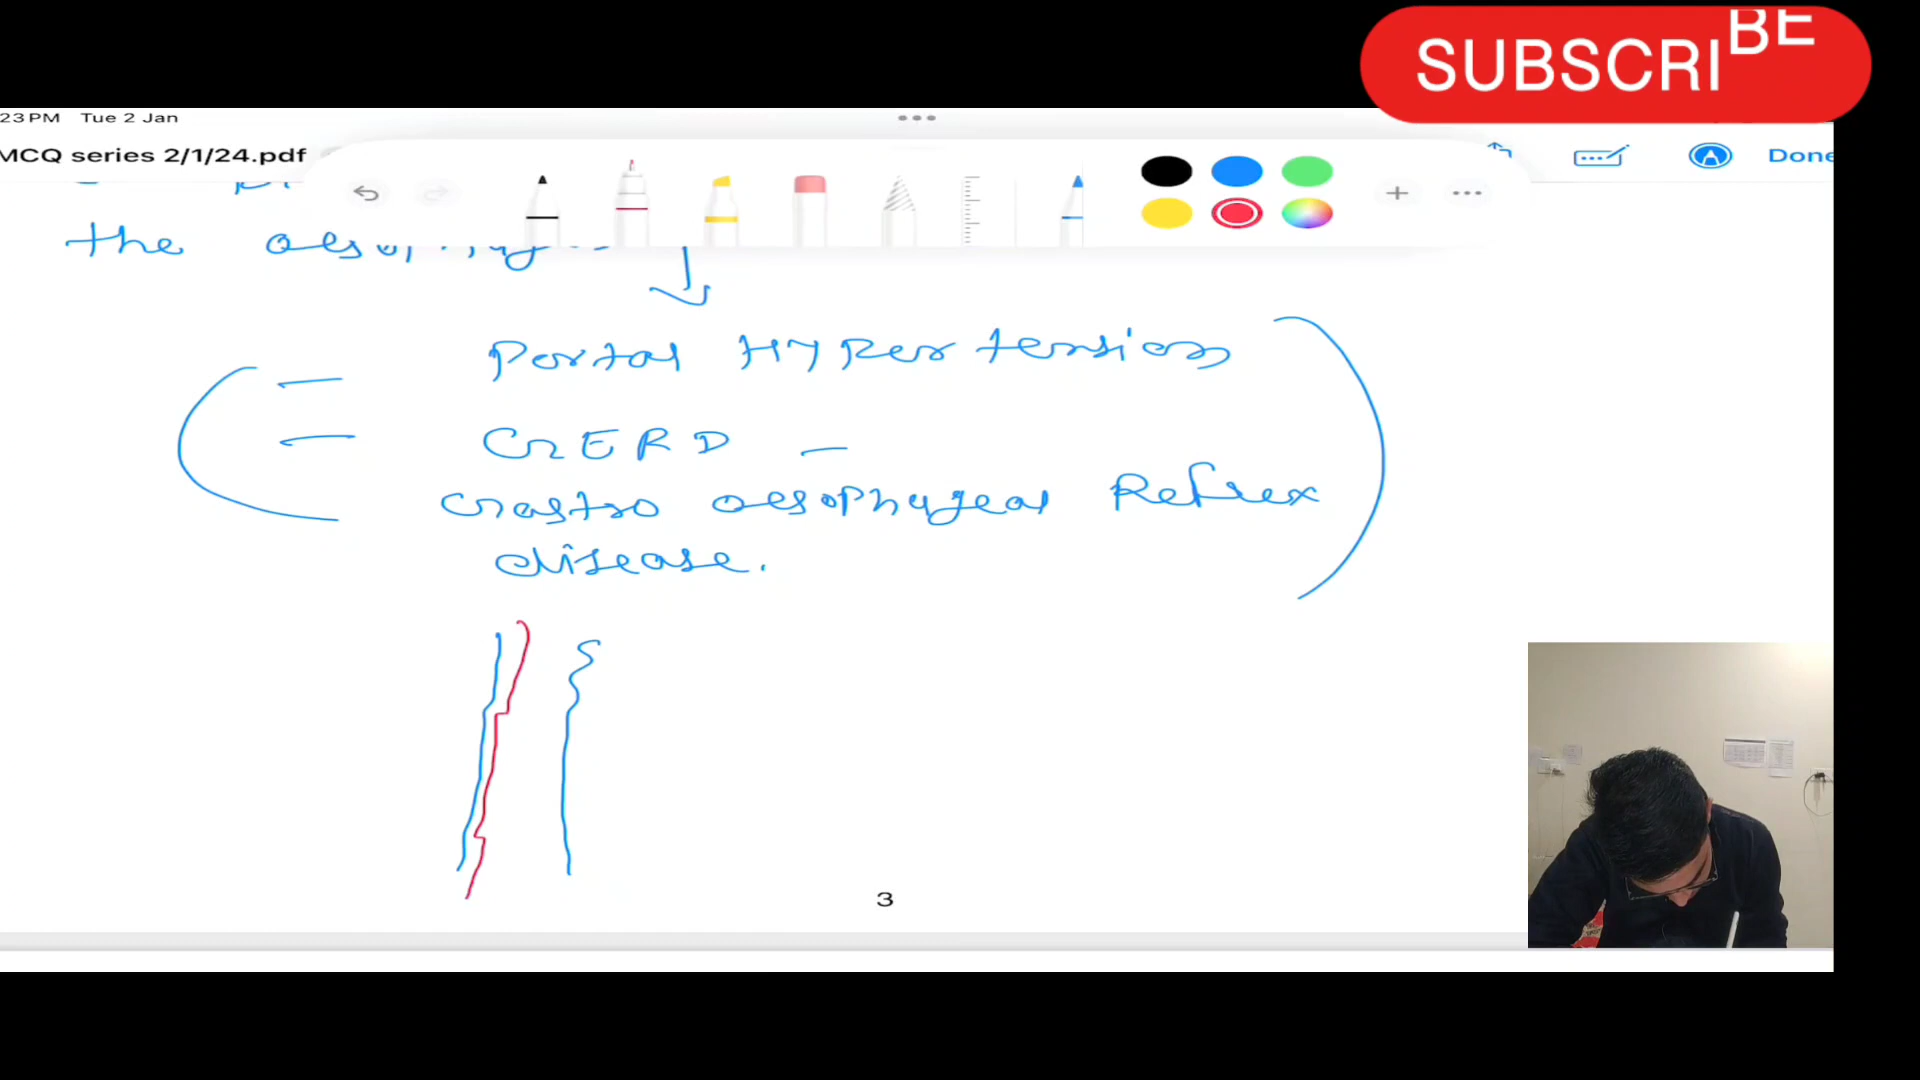 SUBSCRIBE
23 PM Tue 2 Jan
MCQ series 2/1/24.pdf
Done
the
Portal Hypertension
GERD -
Gastro oesophageal Reflux
disease.
3